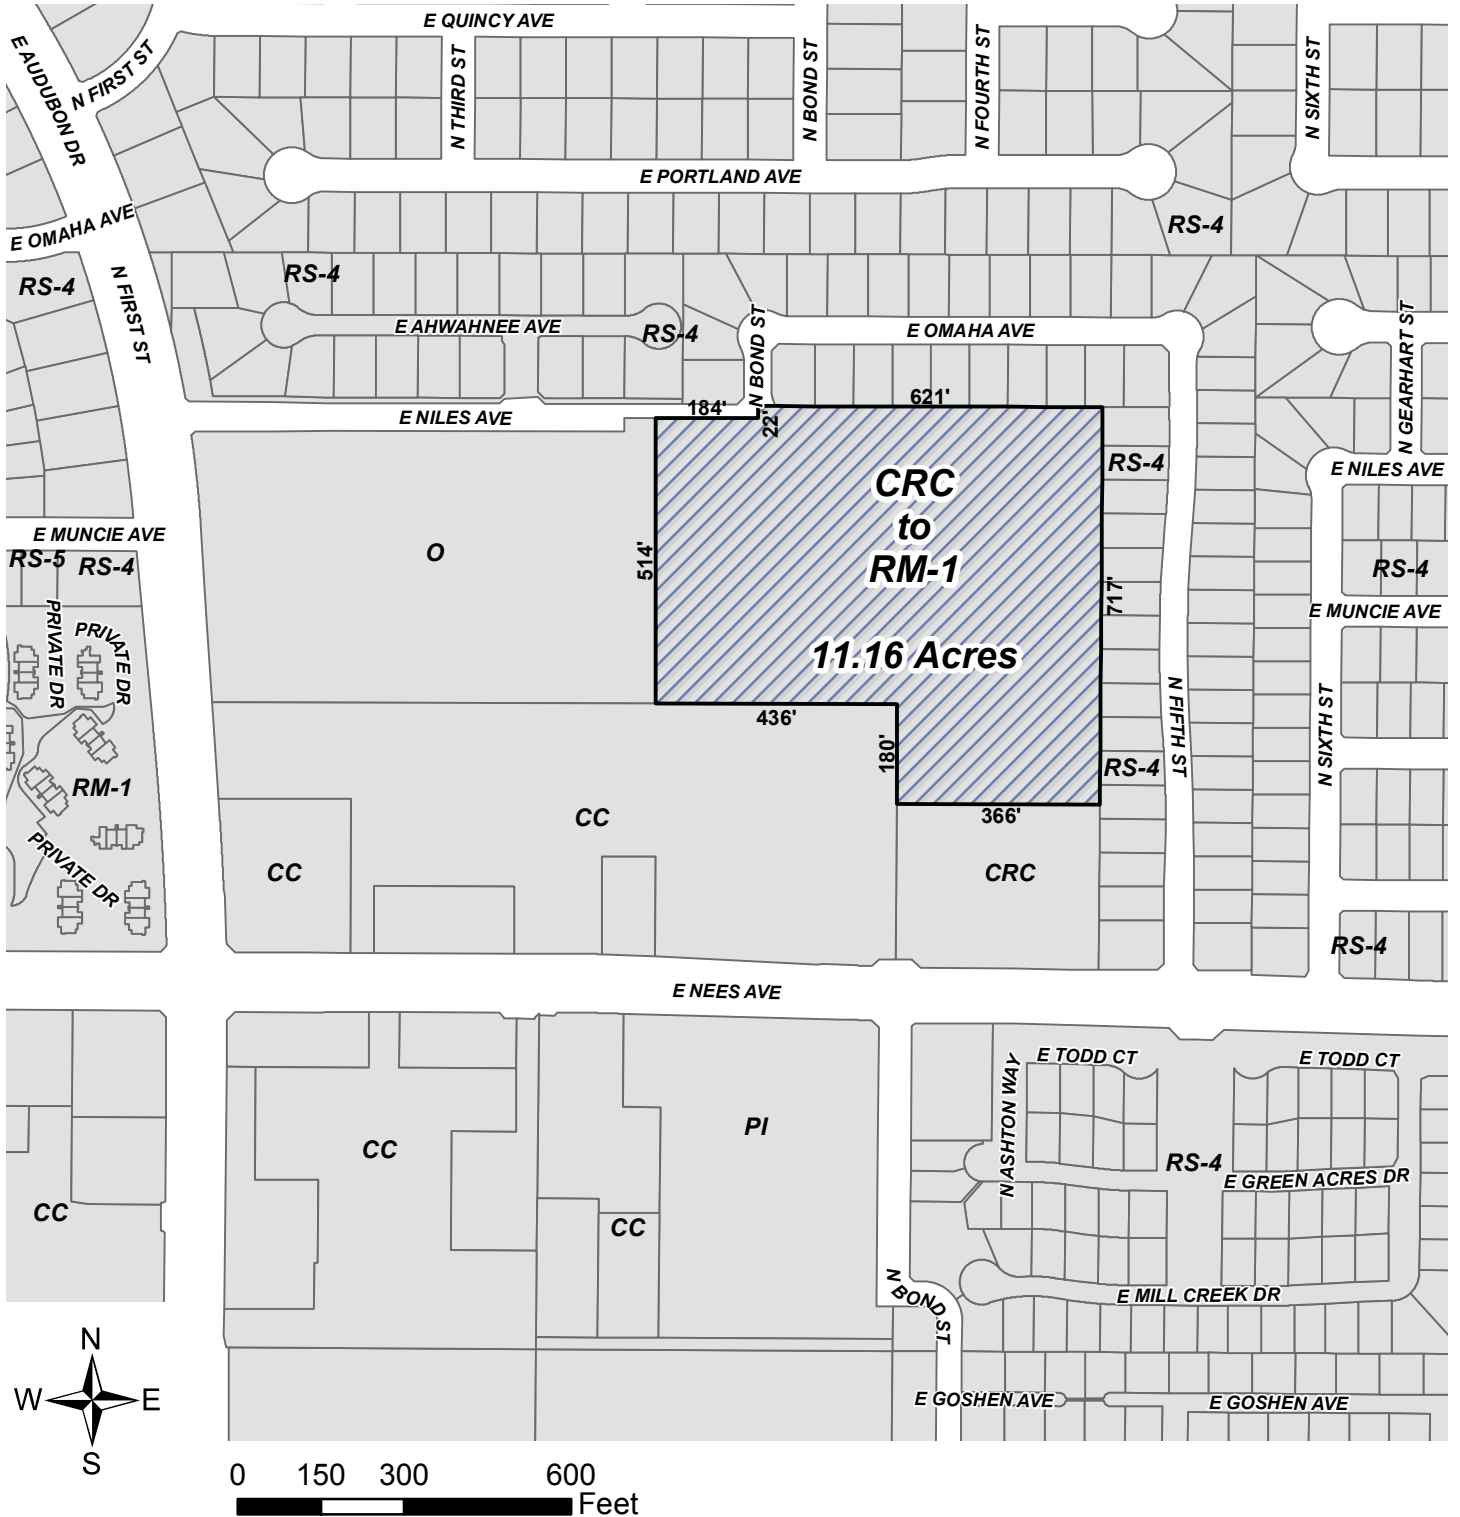 E QUINCY AVE
E AUDUBON DR
N FIRST ST
N THIRD ST
N BOND ST
N FOURTH ST
N SIXTH ST
E PORTLAND AVE
E OMAHA AVE
RS-4
RS-4
RS-4
N FIRST ST
E AHWAHNEE AVE
RS-4
N BOND ST
E OMAHA AVE
N GEARHART ST
E NILES AVE
184'
22'
621'
RS-4
E NILES AVE
CRC
to
RM-1
11.16 Acres
E MUNCIE AVE
RS-5
RS-4
O
514'
717'
RS-4
E MUNCIE AVE
PRIVATE DR
PRIVATE DR
436'
180'
N FIFTH ST
N SIXTH ST
RS-4
RM-1
CC
366'
PRIVATE DR
CC
CRC
RS-4
E NEES AVE
E TODD CT
E TODD CT
N ASHTON WAY
CC
PI
RS-4
E GREEN ACRES DR
CC
CC
N BOND ST
E MILL CREEK DR
N
W E
S
E GOSHEN AVE
E GOSHEN AVE
0 150 300 600
Feet